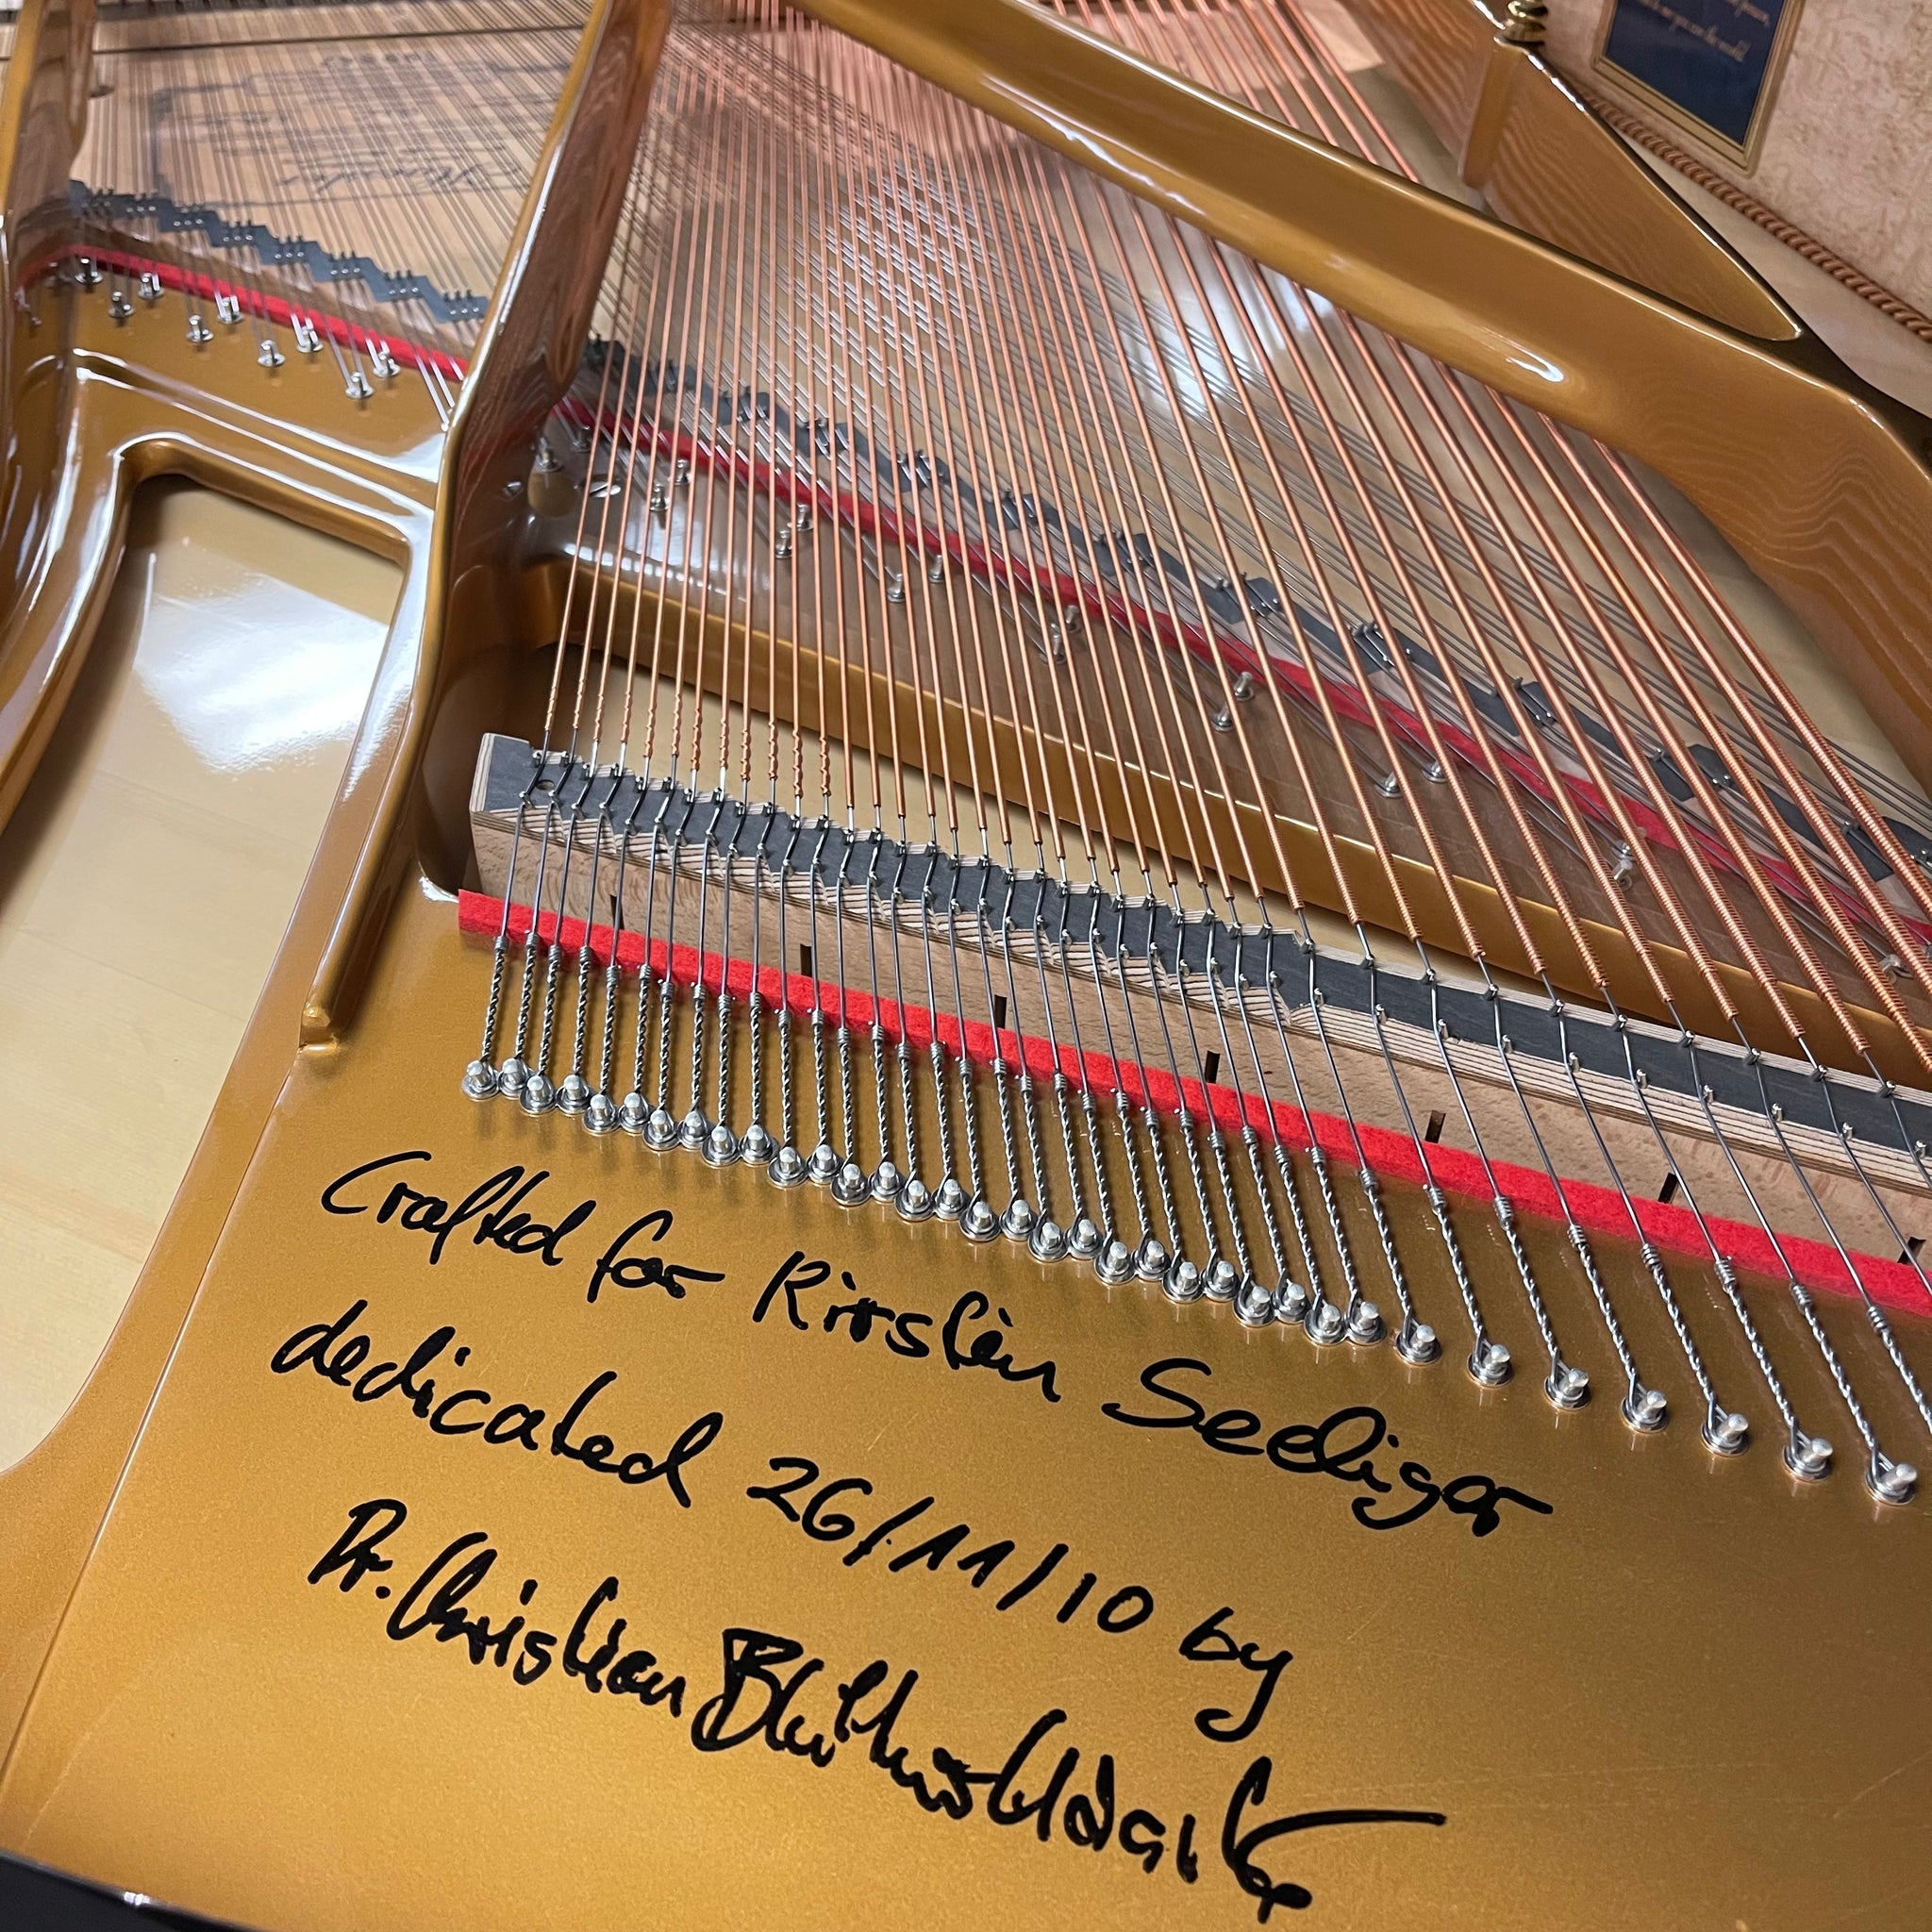 Crafted for Kirsten Seeliger
dedicated 26/11/10 by
Dr. Christian Blüthner-Haessler